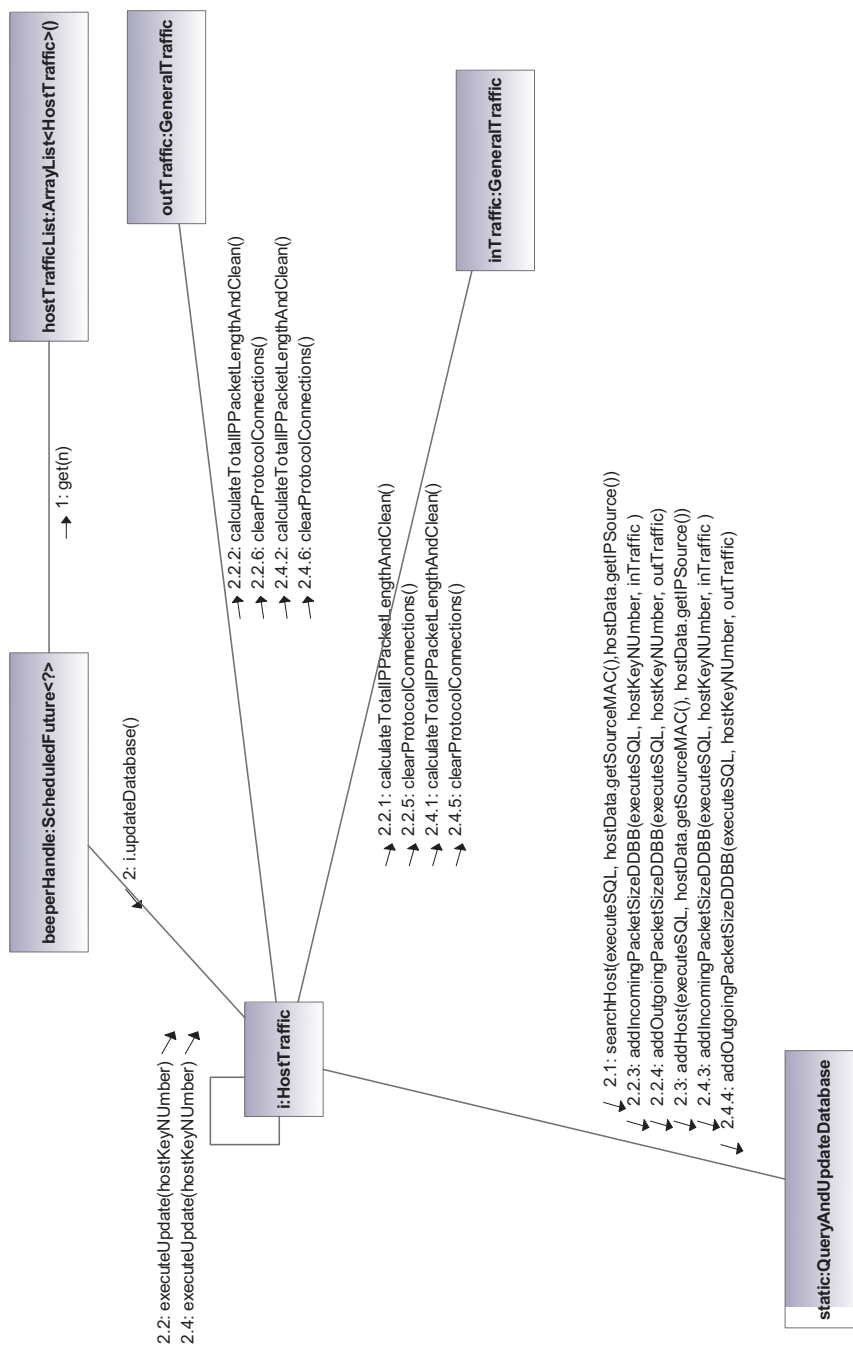 hostTrafficList:ArrayList<HostTraffic>()
outTraffic:GeneralTraffic
inTraffic:GeneralTraffic
1: get(n)
beeperHandle:ScheduledFuture<?>
2: i.updateDatabase()
2.2.2: calculateTotalIPPacketLengthAndClean()
2.2.6: clearProtocolConnections()
2.4.2: calculateTotalIPPacketLengthAndClean()
2.4.6: clearProtocolConnections()
2.2.1: calculateTotalIPPacketLengthAndClean()
2.2.5: clearProtocolConnections()
2.4.1: calculateTotalIPPacketLengthAndClean()
2.4.5: clearProtocolConnections()
2.2: executeUpdate(hostKeyNUmber)
2.4: executeUpdate(hostKeyNUmber)
i:HostTraffic
2.1: searchHost(executeSQL, hostData.getSourceMAC(),hostData.getIPSource())
2.2.3: addIncomingPacketSizeDDBB(executeSQL, hostKeyNUmber, inTraffic )
2.2.4: addOutgoingPacketSizeDDBB(executeSQL, hostKeyNUmber, outTraffic)
2.3: addHost(executeSQL, hostData.getSourceMAC(), hostData.getIPSource())
2.4.3: addIncomingPacketSizeDDBB(executeSQL, hostKeyNUmber, inTraffic )
2.4.4: addOutgoingPacketSizeDDBB(executeSQL, hostKeyNUmber, outTraffic)
static:QueryAndUpdateDatabase